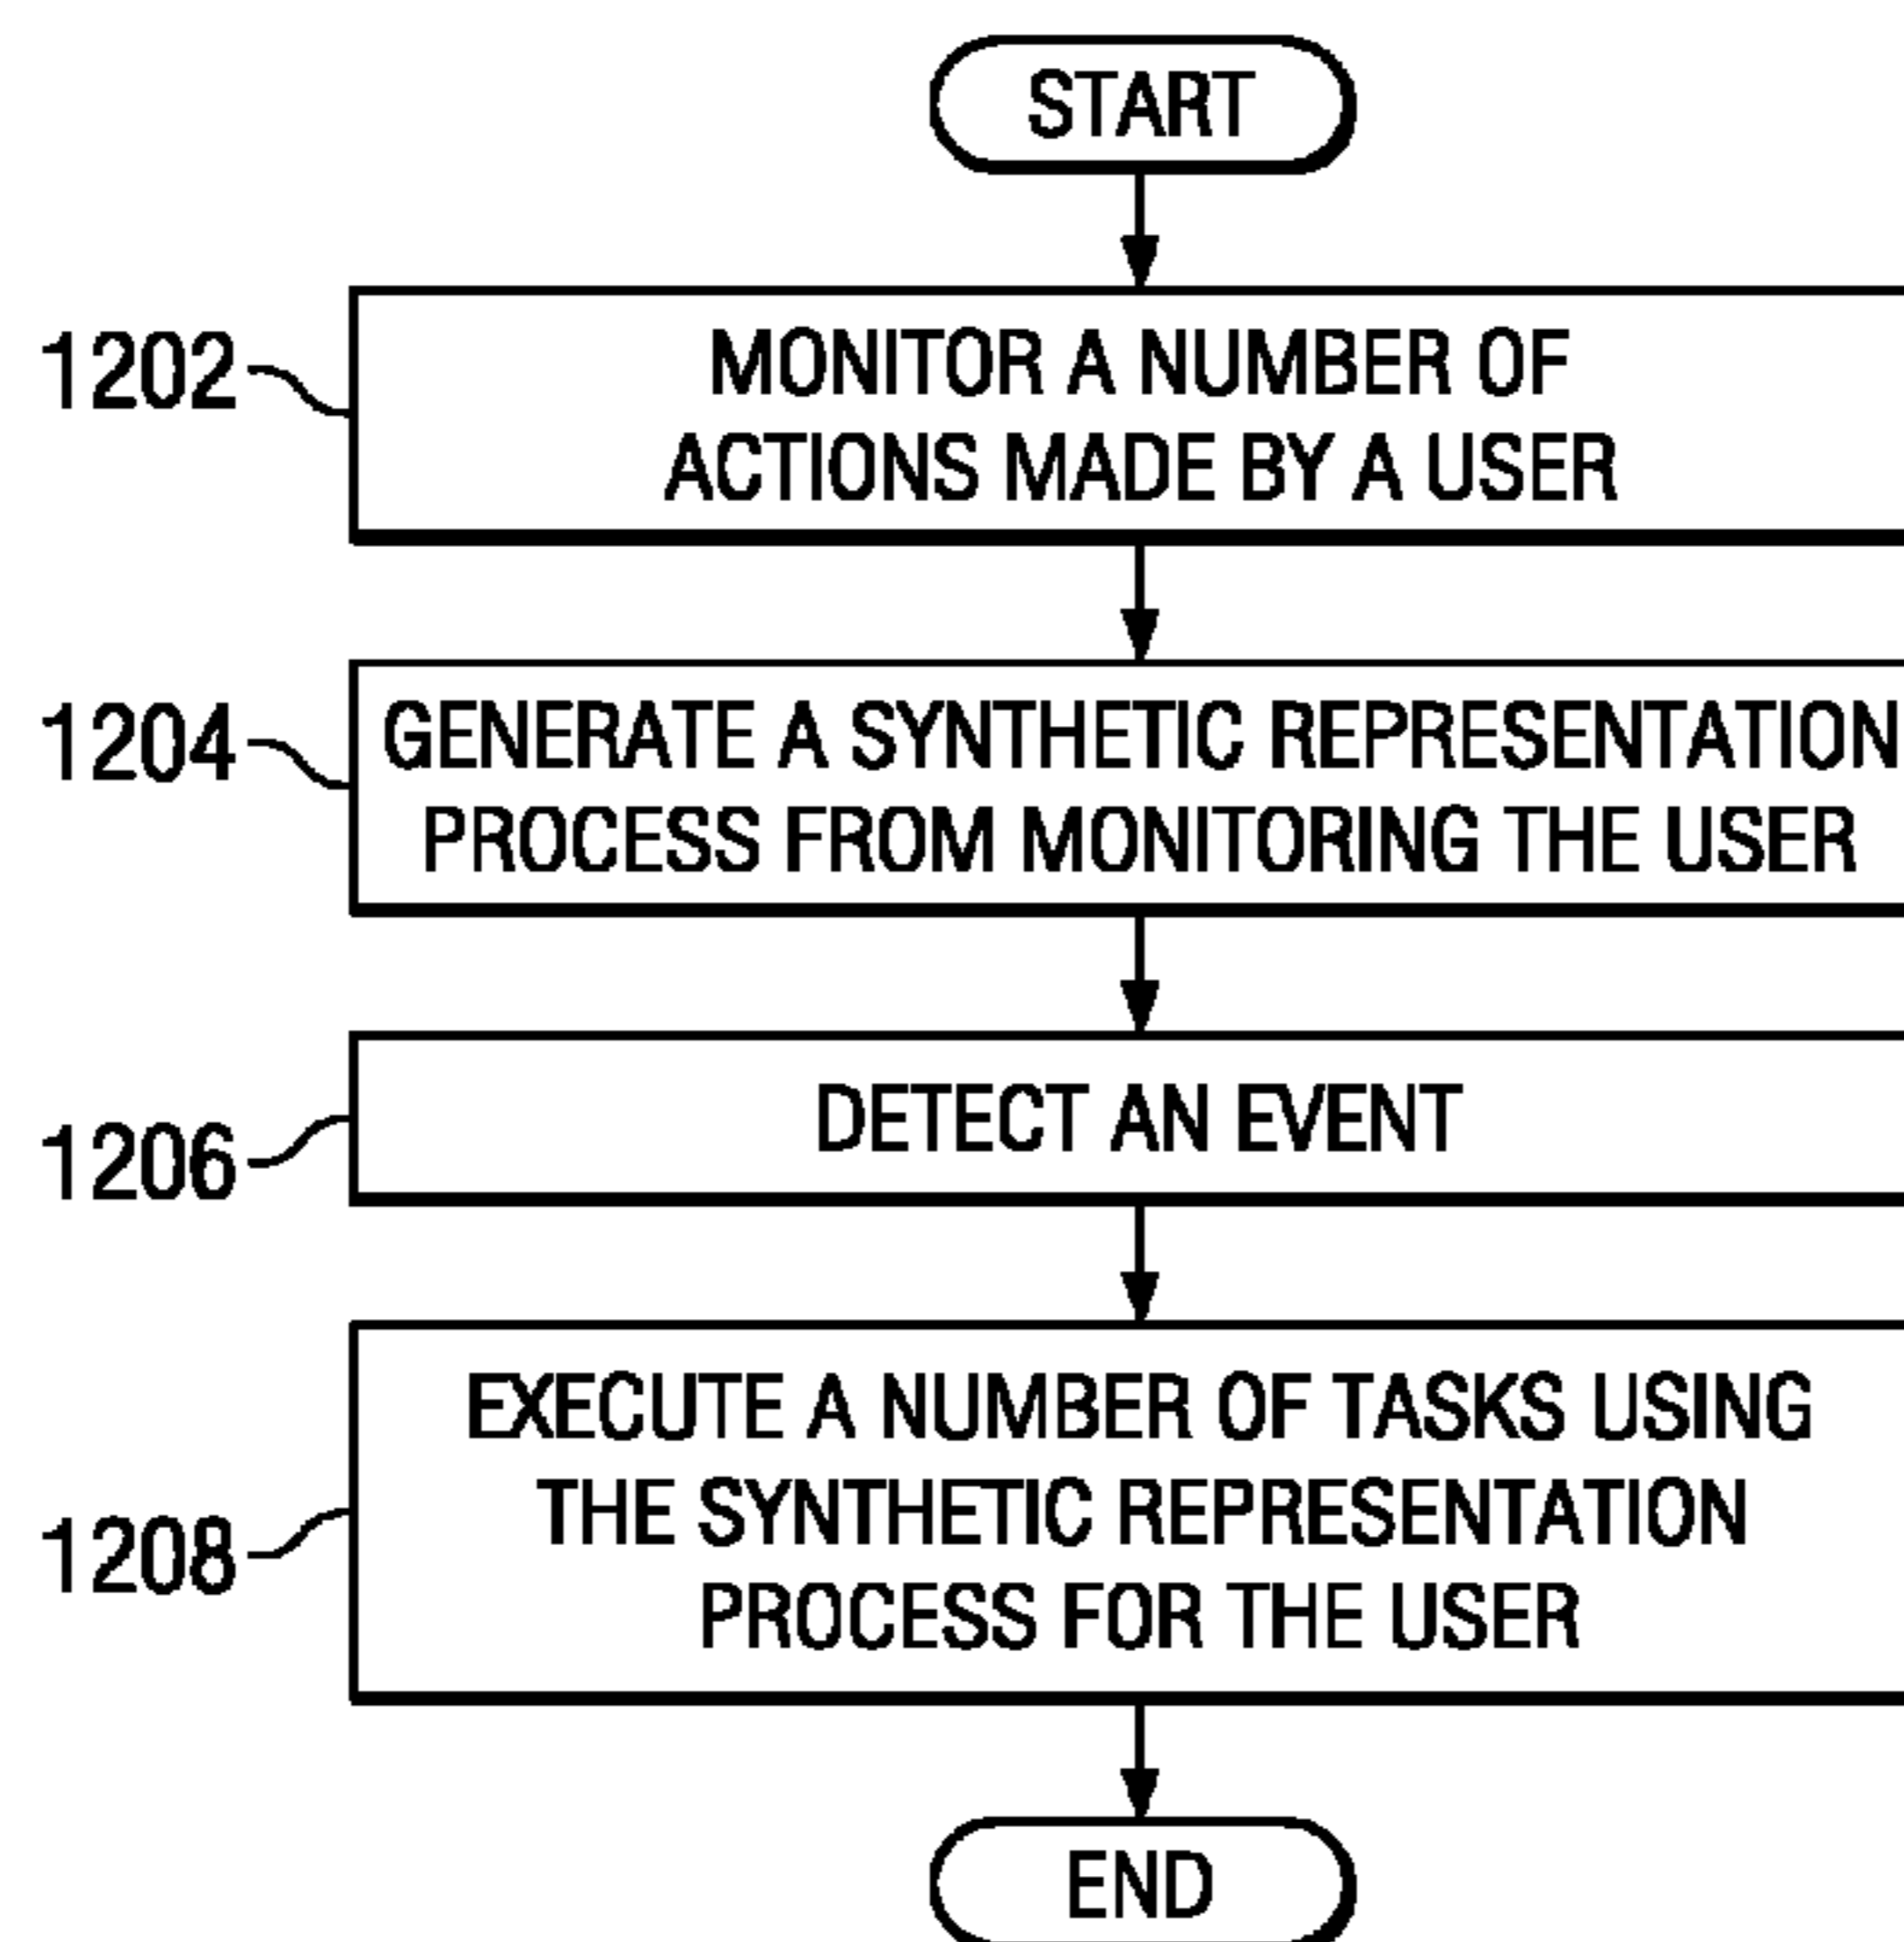 START
1202
MONITOR A NUMBER OF
ACTIONS MADE BY A USER
1204
GENERATE A SYNTHETIC REPRESENTATION
PROCESS FROM MONITORING THE USER
1206
DETECT AN EVENT
1208
EXECUTE A NUMBER OF TASKS USING
THE SYNTHETIC REPRESENTATION
PROCESS FOR THE USER
END